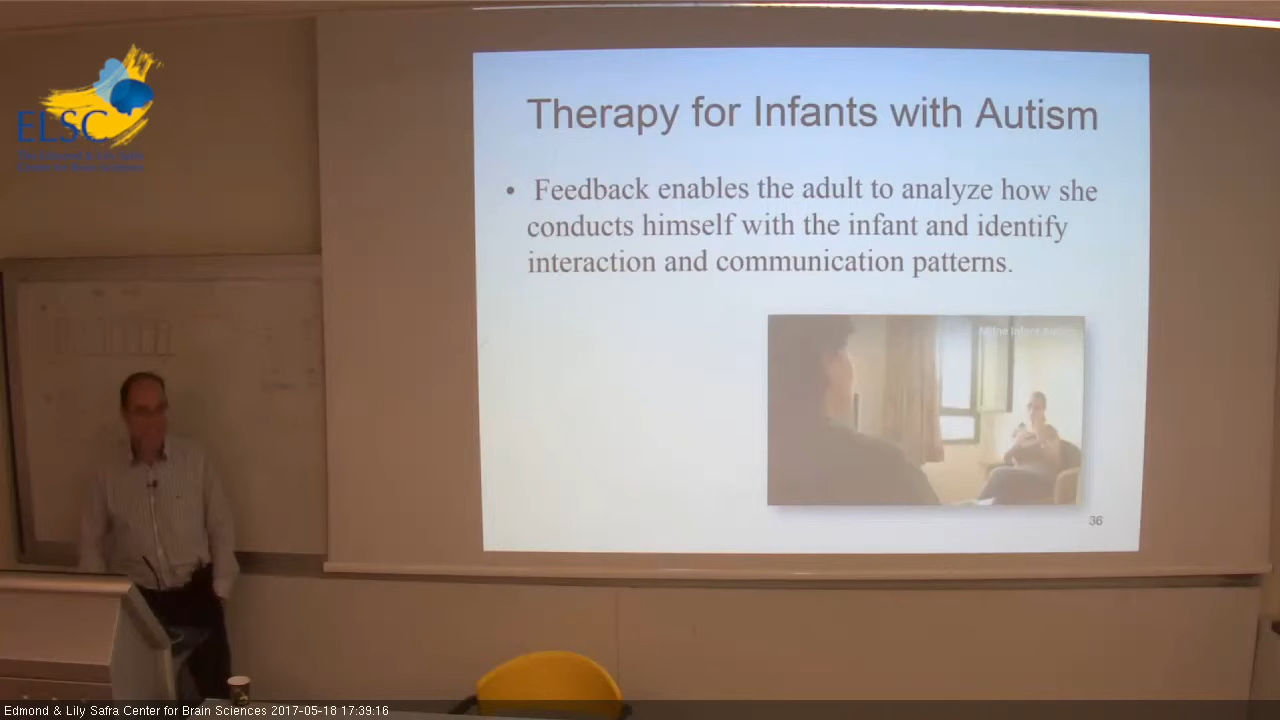 ELSC
Therapy for Infants with Autism
• Feedback enables the adult to analyze how she
conducts himself with the infant and identify
interaction and communication patterns.
36
Edmond & Lily Safra Center for Brain Sciences 2017-05-18 17:39:16